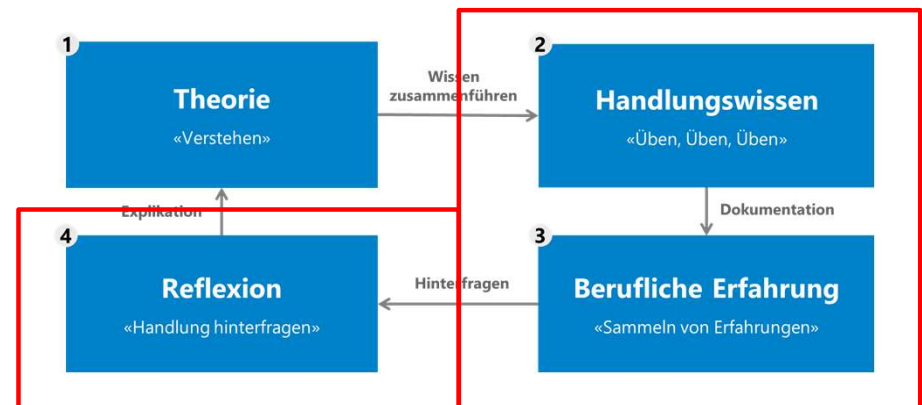 1
Theorie
«Verstehen»
Wissen
zusammenführen
2
Handlungswissen
«Üben, Üben, Üben»
Explikation
Dokumentation
4
Reflexion
«Handlung hinterfragen»
Hinterfragen
3
Berufliche Erfahrung
«Sammeln von Erfahrungen»